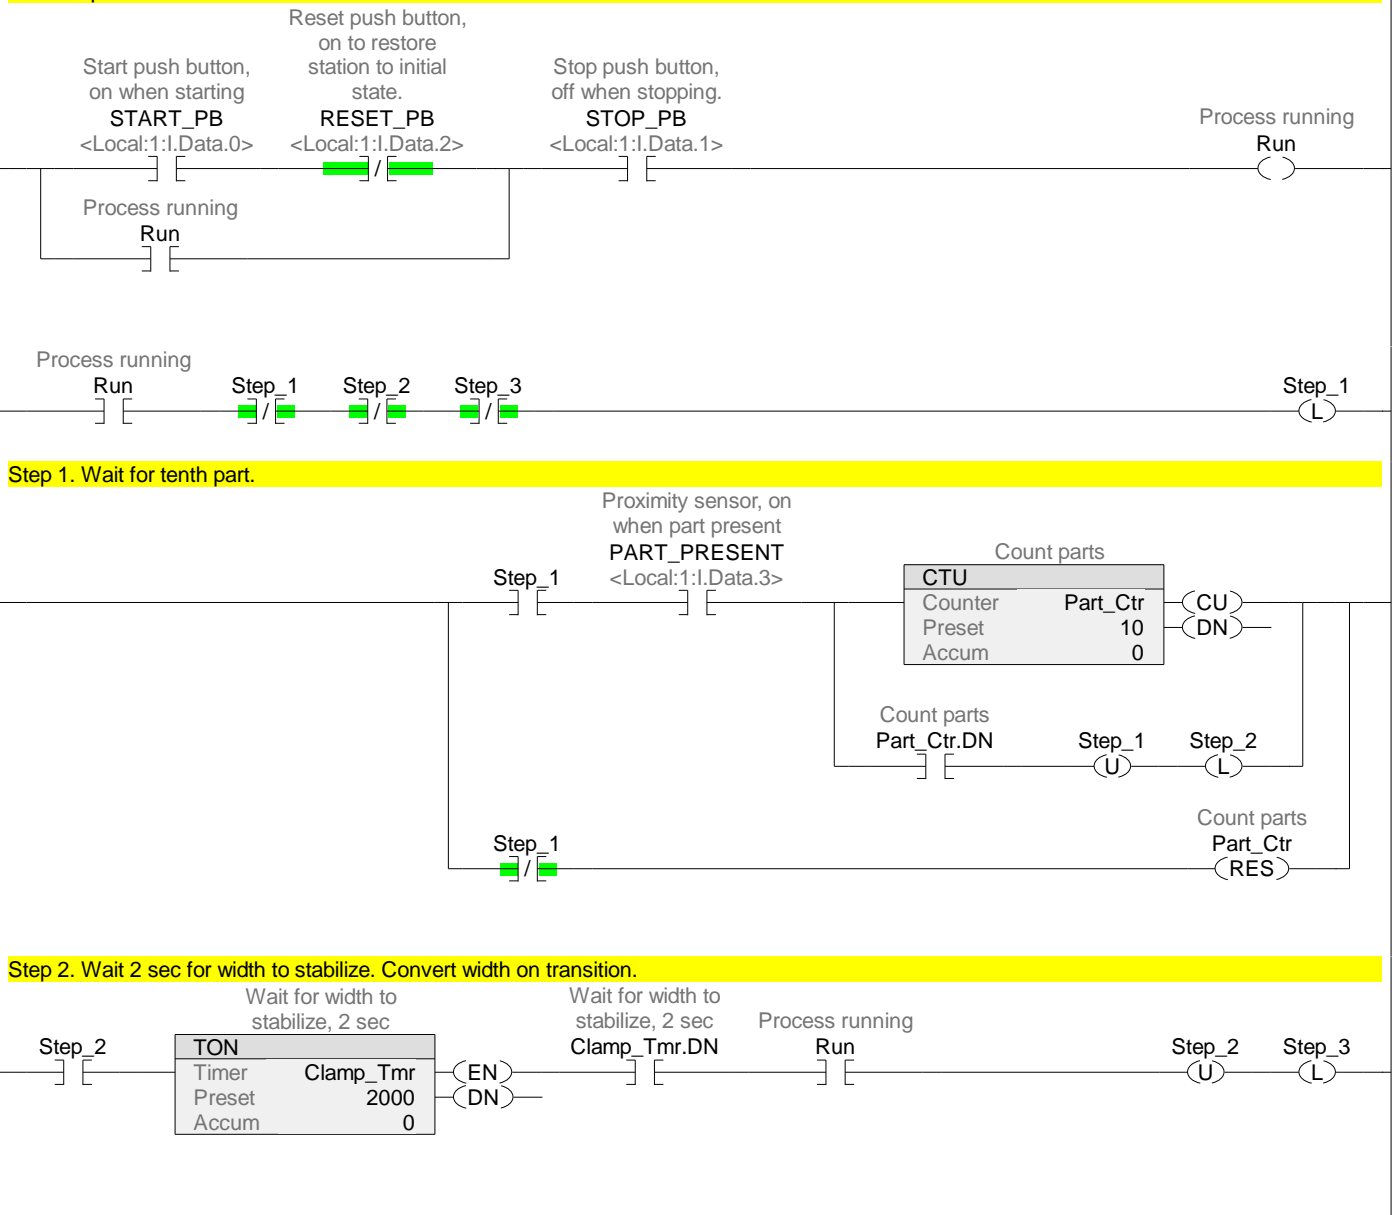 Reset push button,
on to restore
Start push button, station to initial Stop push button,
on when starting state. off when stopping. Process running
START_PB RESET_PB STOP_PB Run
<Local:1:I.Data.0> <Local:1:I.Data.2> <Local:1:I.Data.1>
/
Process running
Run
Process running
Run Step_1 Step_2 Step_3 Step_1
/ / / L
Step 1. Wait for tenth part.
Proximity sensor, on
when part present
PART_PRESENT Count parts
Step_1 <Local:1:I.Data.3> CTU
Counter Part_Ctr CU
Preset 10 DN
Accum 0
Count parts
Part_Ctr.DN Step_1 Step_2
U L
Count parts
Step_1 Part_Ctr
/ RES
Step 2. Wait 2 sec for width to stabilize. Convert width on transition.
Wait for width to Wait for width to
stabilize, 2 sec stabilize, 2 sec Process running
Step_2 TON Clamp_Tmr.DN Run Step_2 Step_3
Timer Clamp_Tmr EN U L
Preset 2000 DN
Accum 0